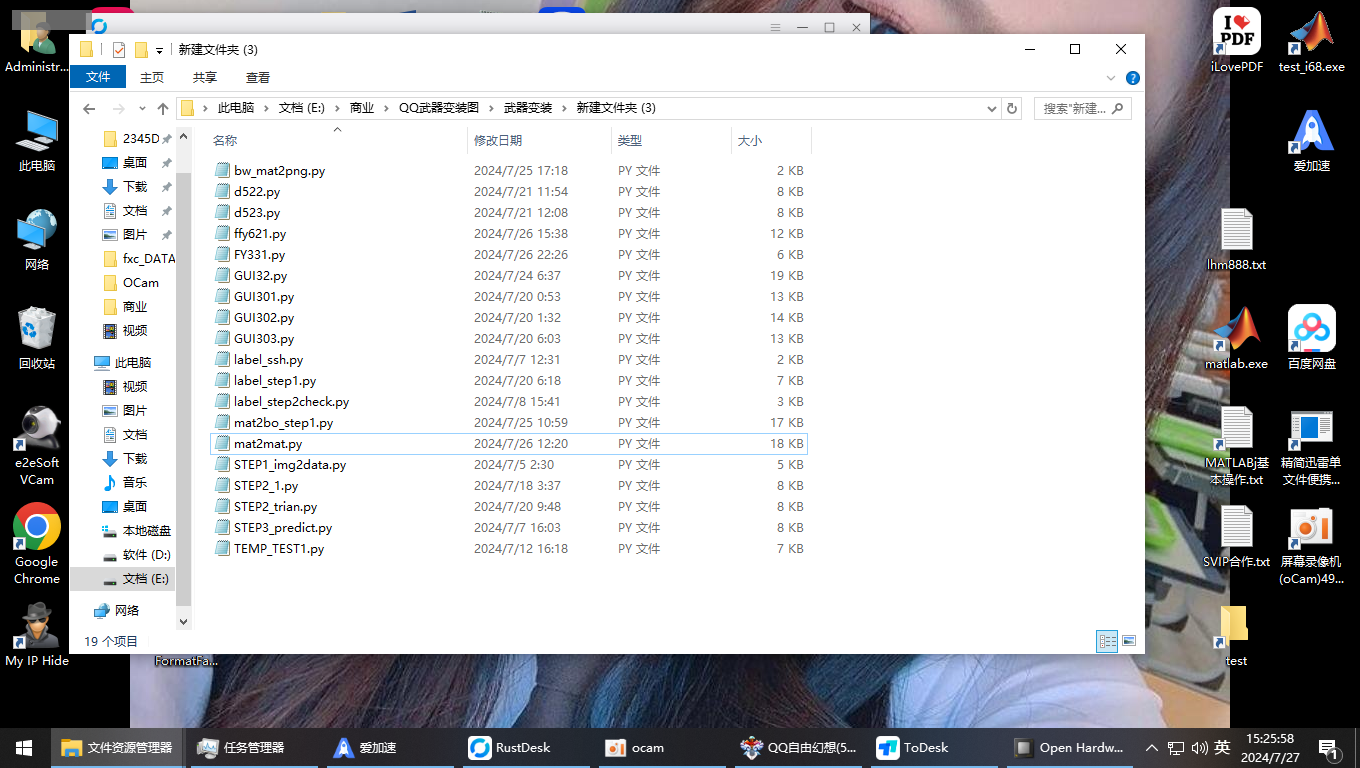 新建文件夹 (3)
文件 主页 共享 查看
此电脑 文档 (E:) 商业 QQ武器变装图 武器变装 新建文件夹 (3)
搜索"新建...
名称 修改日期 类型 大小
bw_mat2png.py 2024/7/25 17:18 PY 文件 2 KB
d522.py 2024/7/21 11:54 PY 文件 8 KB
d523.py 2024/7/21 12:08 PY 文件 8 KB
ffy621.py 2024/7/26 15:38 PY 文件 12 KB
FY331.py 2024/7/26 22:26 PY 文件 6 KB
GUI32.py 2024/7/24 6:37 PY 文件 19 KB
GUI301.py 2024/7/20 0:53 PY 文件 13 KB
GUI302.py 2024/7/20 1:32 PY 文件 14 KB
GUI303.py 2024/7/20 6:03 PY 文件 13 KB
label_ssh.py 2024/7/7 12:31 PY 文件 2 KB
label_step1.py 2024/7/20 6:18 PY 文件 7 KB
label_step2check.py 2024/7/8 15:41 PY 文件 3 KB
mat2bo_step1.py 2024/7/25 10:59 PY 文件 17 KB
mat2mat.py 2024/7/26 12:20 PY 文件 18 KB
STEP1_img2data.py 2024/7/5 2:30 PY 文件 5 KB
STEP2_1.py 2024/7/18 3:37 PY 文件 8 KB
STEP2_trian.py 2024/7/20 9:48 PY 文件 8 KB
STEP3_predict.py 2024/7/7 16:03 PY 文件 8 KB
TEMP_TEST1.py 2024/7/12 16:18 PY 文件 7 KB
2345D
桌面
下载
文档
图片
fxc_DATA
OCam
商业
视频
此电脑
视频
图片
文档
下载
音乐
桌面
本地磁盘
软件 (D:)
文档 (E:)
网络
19 个项目
Administr...
此电脑
网络
回收站
e2eSoft
VCam
Google
Chrome
My IP Hide
FormatFa...
I
PDF
iLovePDF
test_i68.exe
爱加速
lhm888.txt
matlab.exe
百度网盘
MATLABj基
本操作.txt
精简迅雷单
文件便携...
SVIP合作.txt
屏幕录像机
(oCam)49...
test
文件资源管理器 任务管理器 爱加速 RustDesk ocam QQ自由幻想(5... ToDesk Open Hardw...
英
15:25:58
2024/7/27
1